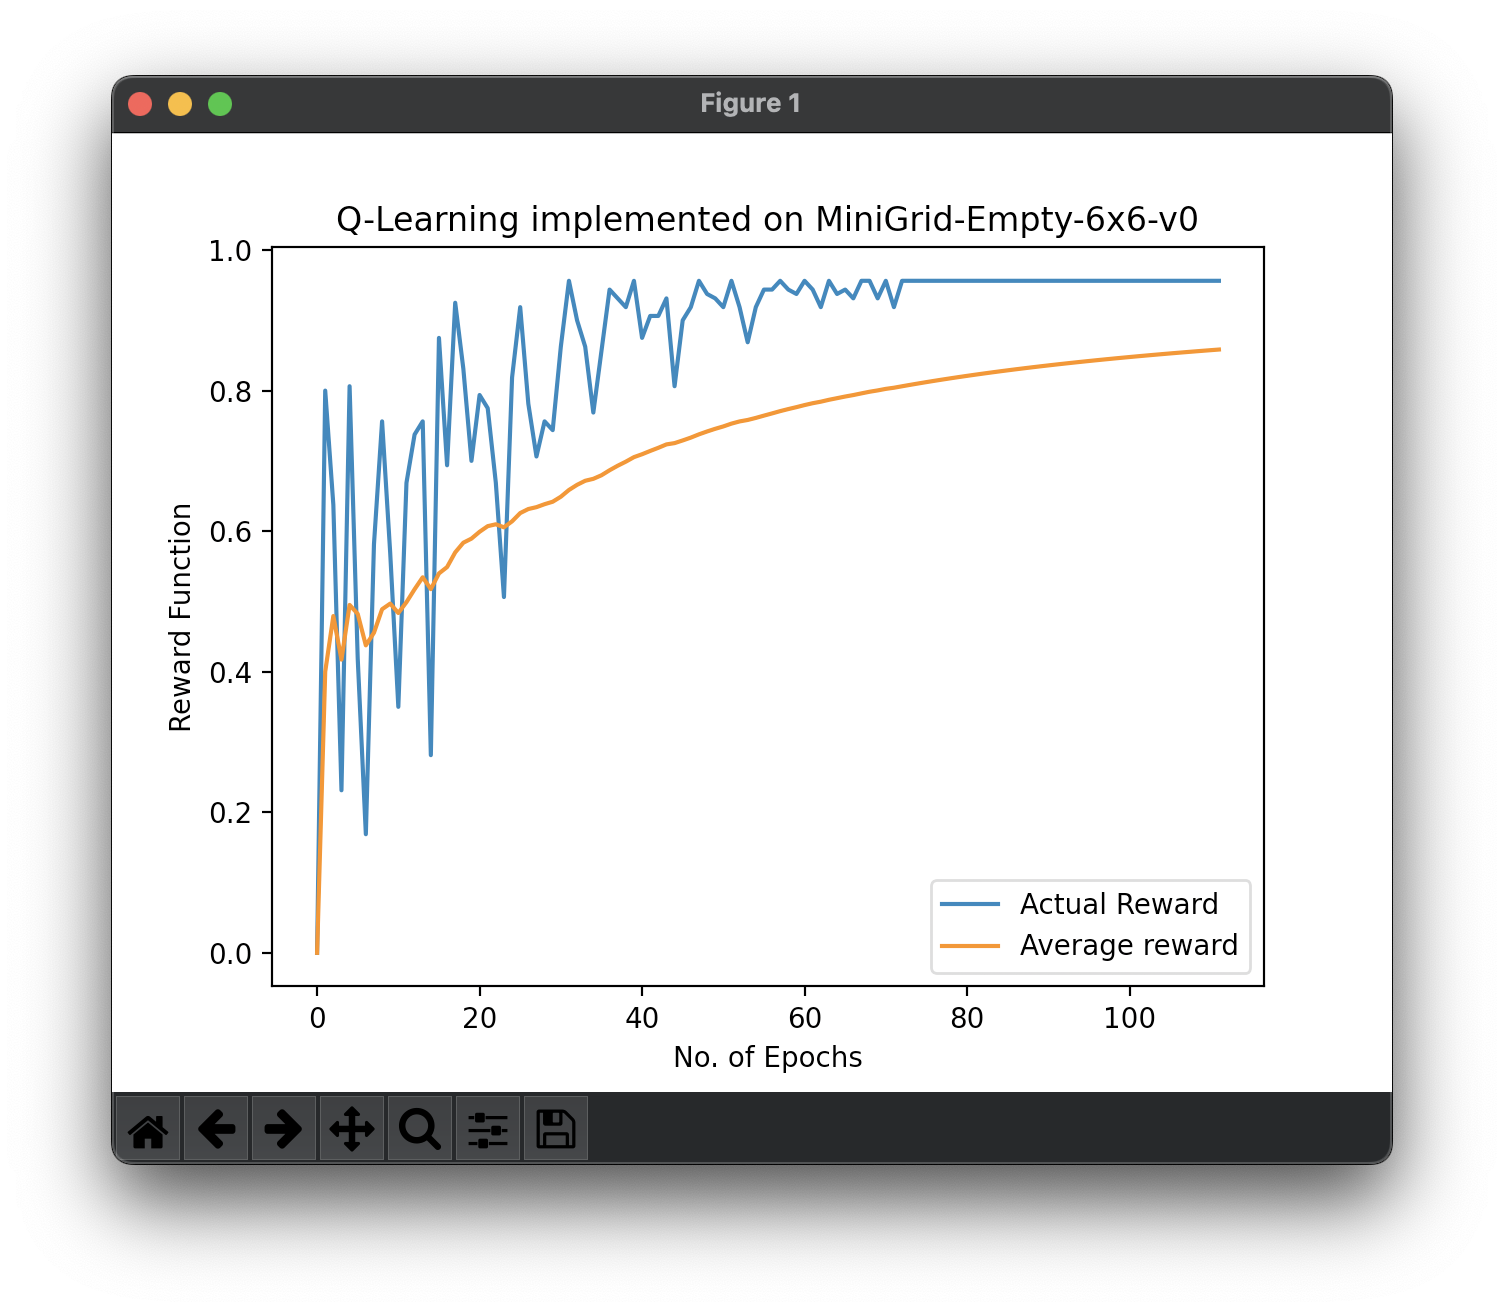 Figure 1
Q-Learning implemented on MiniGrid-Empty-6x6-v0
1.0
0.8
0.6
0.4
0.2
0.0
Reward Function
Actual Reward
Average reward
0 20 40 60 80 100
No. of Epochs